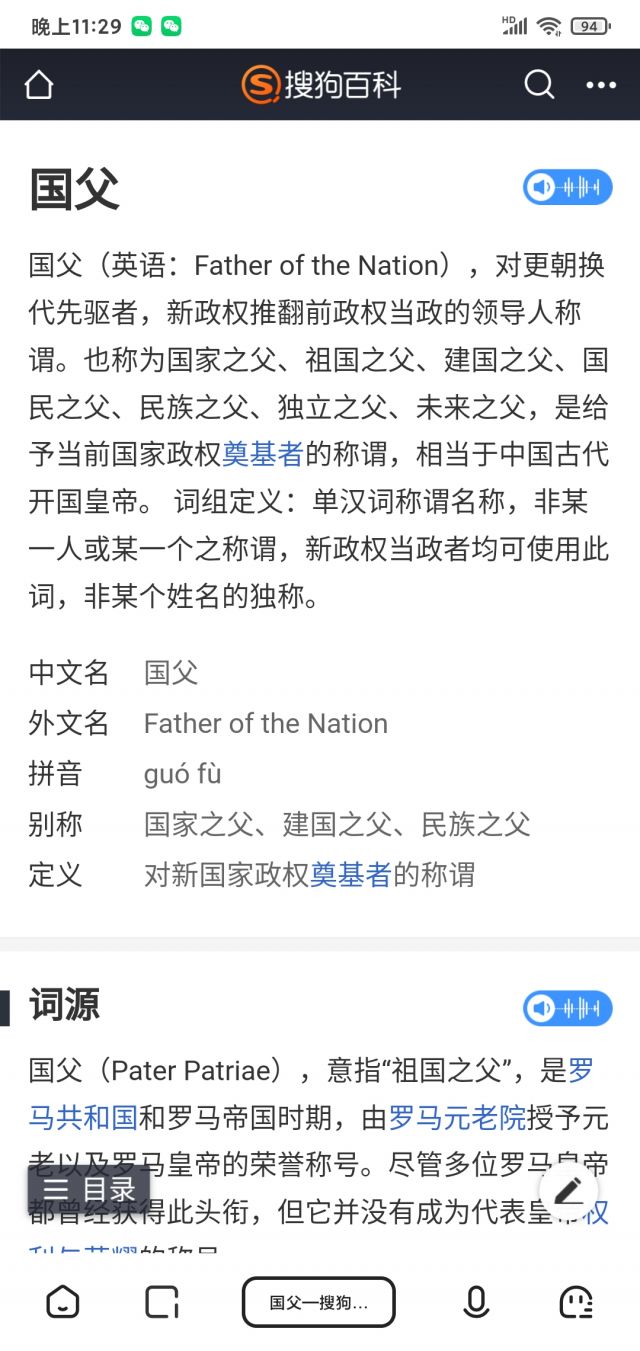 晚上11:29
HD
94
搜狗百科
国父
国父（英语：Father of the Nation），对更朝换
代先驱者，新政权推翻前政权当政的领导人称
谓。也称为国家之父、祖国之父、建国之父、国
民之父、民族之父、独立之父、未来之父，是给
予当前国家政权奠基者的称谓，相当于中国古代
开国皇帝。 词组定义：单汉词称谓名称，非某
一人或某一个之称谓，新政权当政者均可使用此
词，非某个姓名的独称。
中文名 国父
外文名 Father of the Nation
拼音 guó fù
别称 国家之父、建国之父、民族之父
定义 对新国家政权奠基者的称谓
词源
国父（Pater Patriae），意指“祖国之父”，是罗
马共和国和罗马帝国时期，由罗马元老院授予元
老以及罗马皇帝的荣誉称号。尽管多位罗马皇帝
目录
都曾经获得此头衔，但它并没有成为代表皇帝权
国父—搜狗...